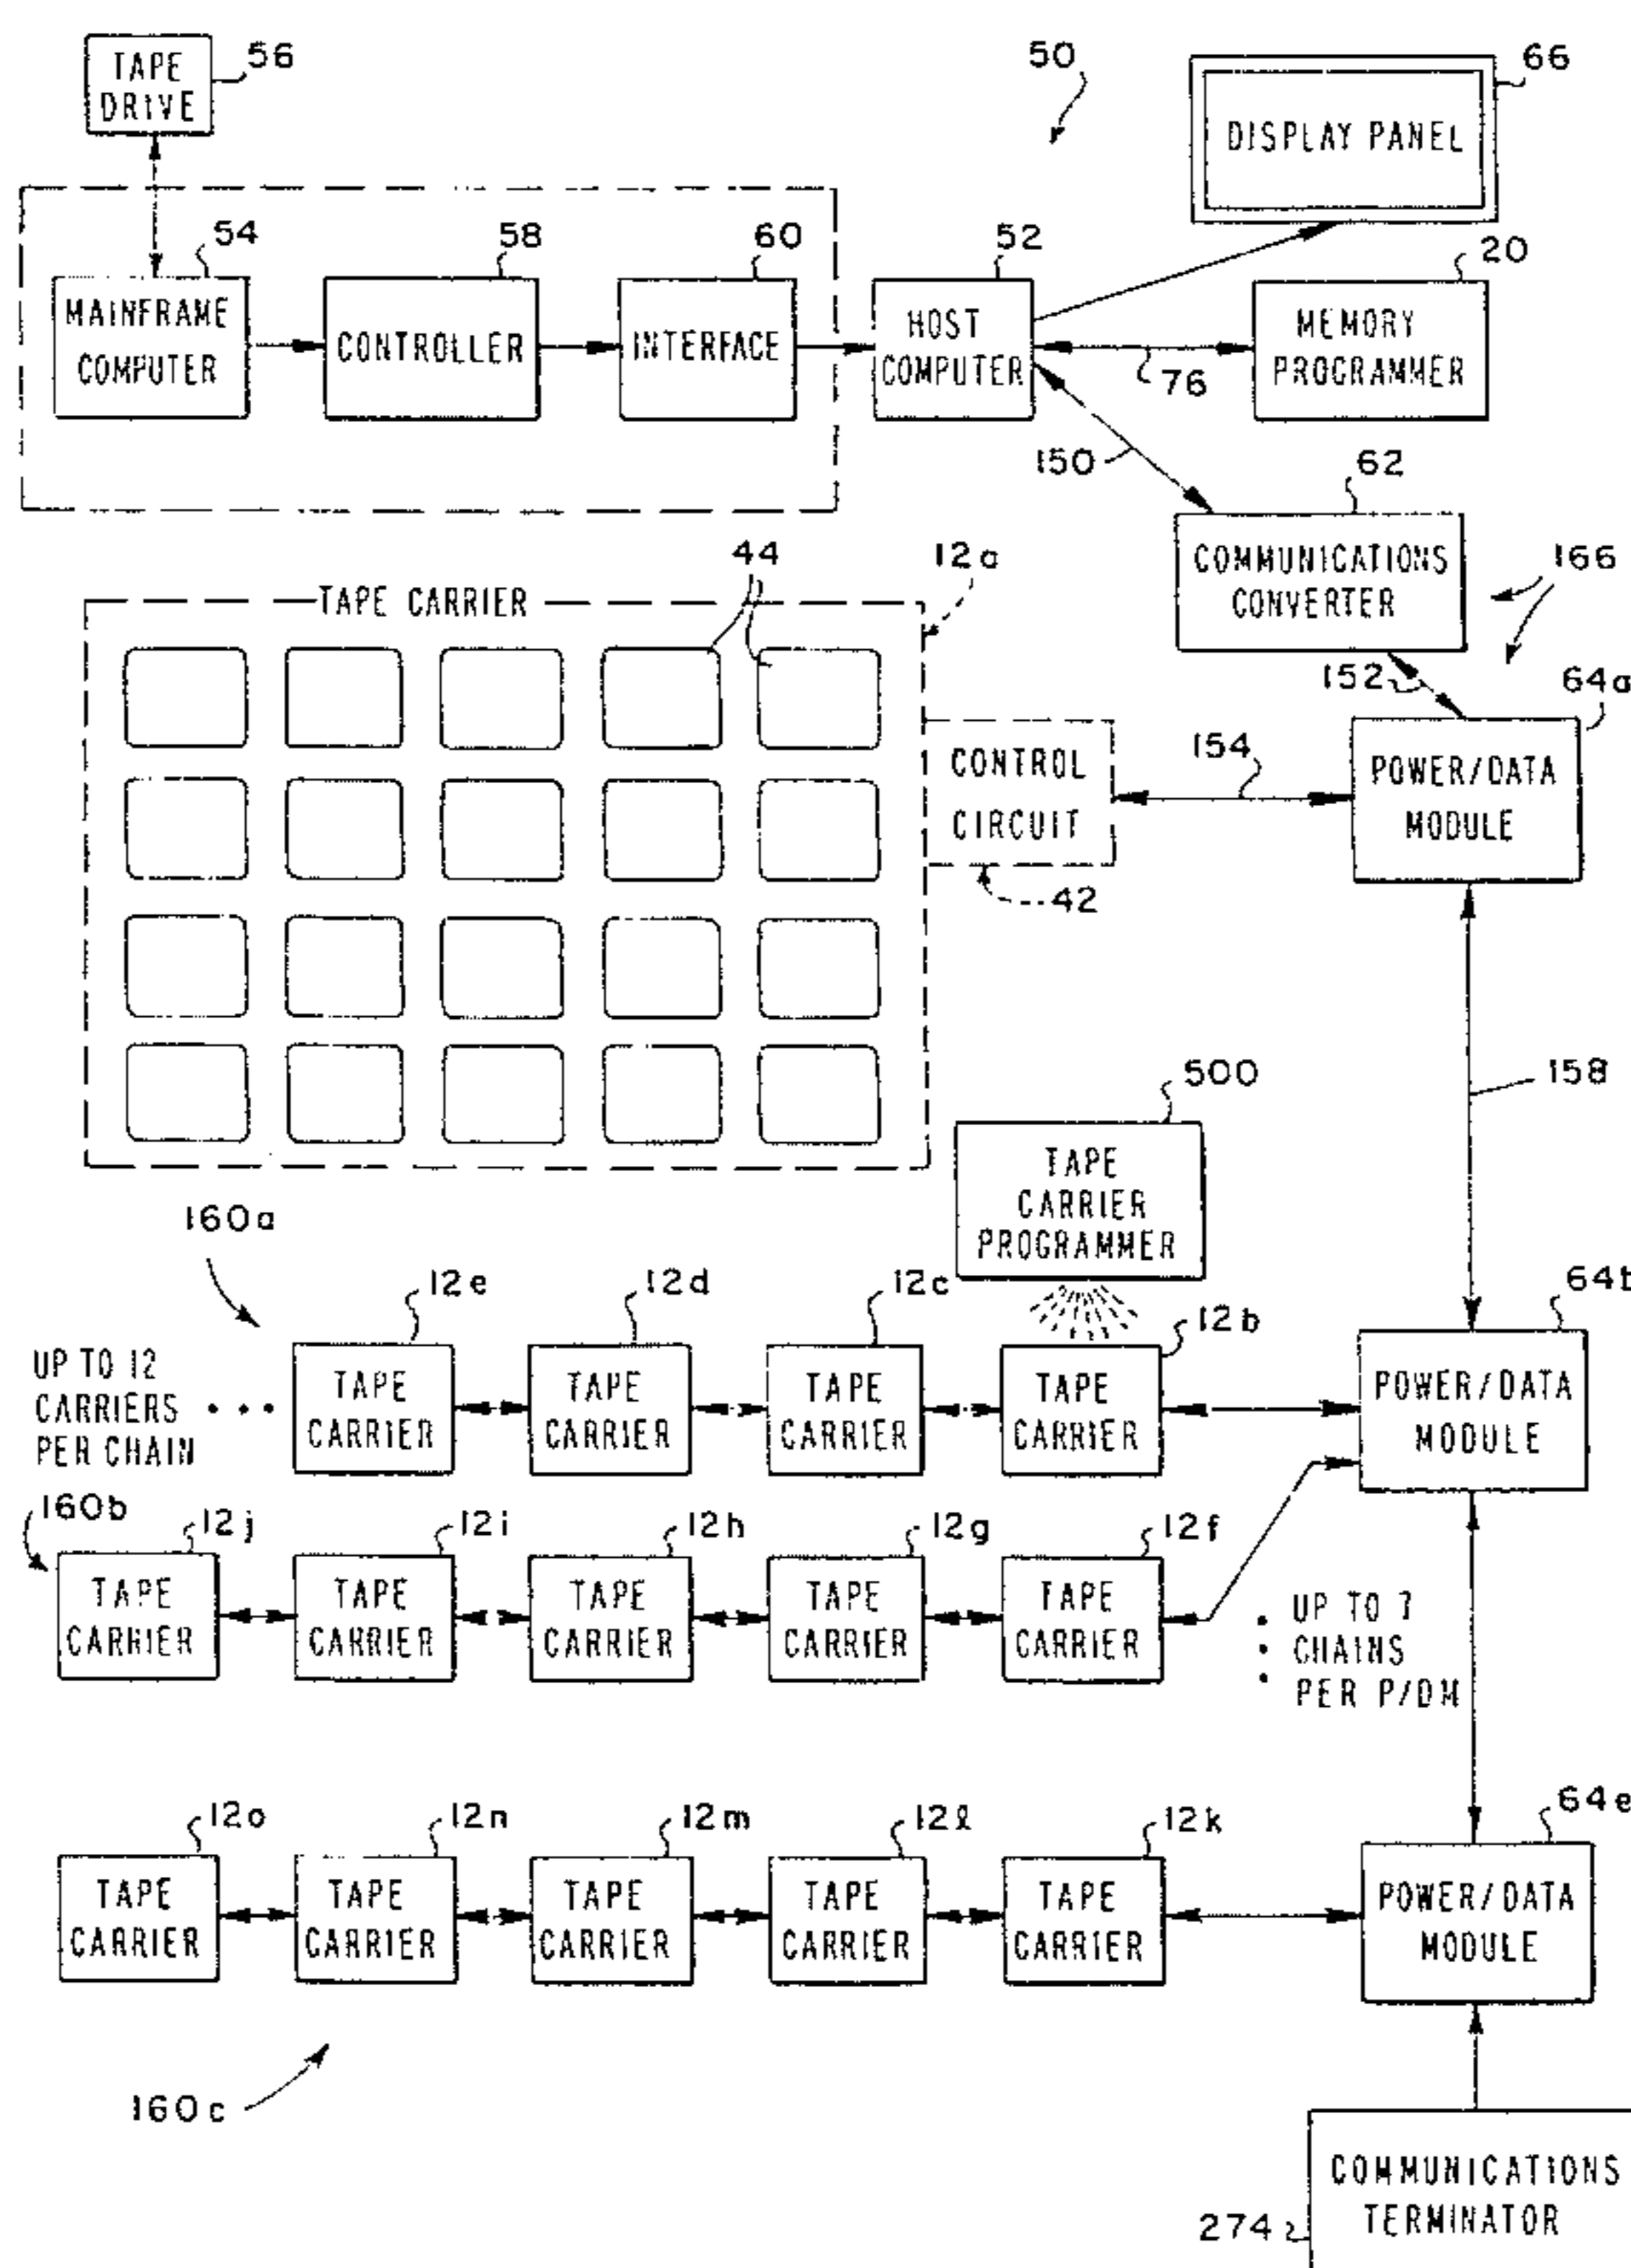 TAPE
DRIVE
56
50
66
DISPLAY PANEL
54
58
60
52
20
MAINFRAME
COMPUTER
CONTROLLER
INTERFACE
HOST
COMPUTER
MEMORY
PROGRAMMER
76
150
62
COMMUNICATIONS
CONVERTER
166
44
12a
TAPE CARRIER
152
64a
CONTROL
CIRCUIT
154
POWER/DATA
MODULE
42
158
500
TAPE
CARRIER
PROGRAMMER
160a
12e
12d
12c
12b
64b
UP TO 12
CARRIERS • • •
PER CHAIN
TAPE
CARRIER
TAPE
CARRIER
TAPE
CARRIER
TAPE
CARRIER
POWER/DATA
MODULE
160b
12j
12i
12h
12g
12f
TAPE
CARRIER
TAPE
CARRIER
TAPE
CARRIER
TAPE
CARRIER
TAPE
CARRIER
• UP TO 7
• CHAINS
• PER P/DM
12o
12n
12m
12l
12k
64e
TAPE
CARRIER
TAPE
CARRIER
TAPE
CARRIER
TAPE
CARRIER
TAPE
CARRIER
POWER/DATA
MODULE
160c
COMMUNICATIONS
TERMINATOR
274